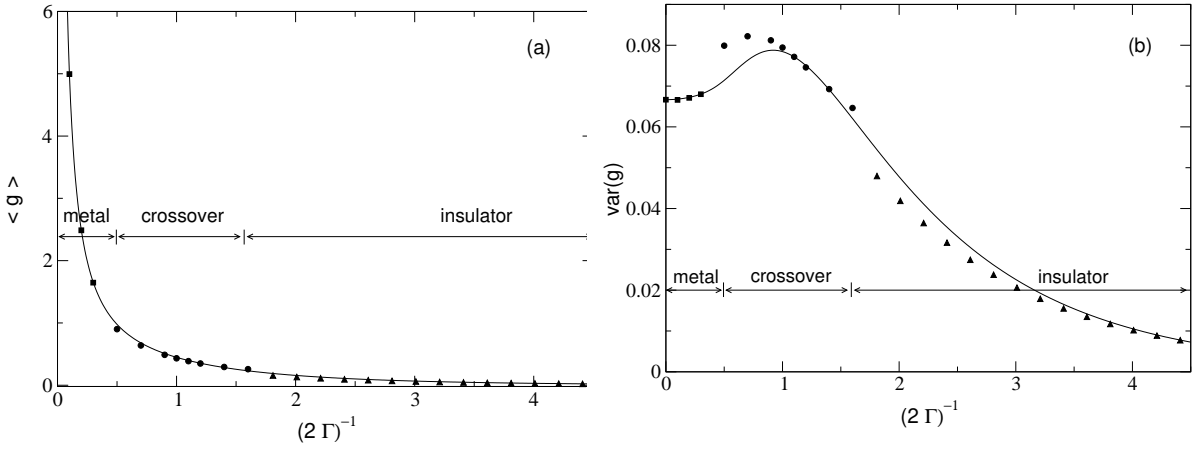 6
(a)
4
< g >
metal
crossover
insulator
2
0
0
1
2
3
4
(2 Γ)⁻¹
(b)
0.08
0.06
var(g)
0.04
metal
crossover
insulator
0.02
0
0
1
2
3
4
(2 Γ)⁻¹